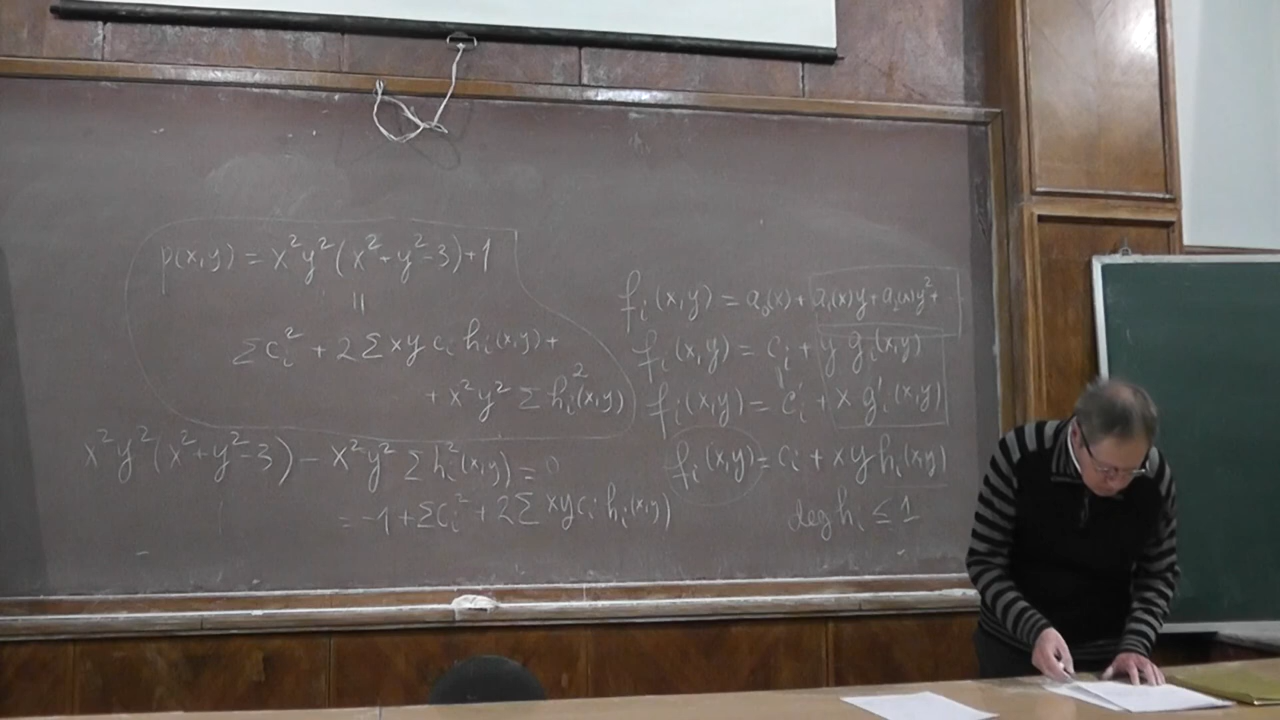 p(x,y) = x²y²(x²+y²-3)+1
||
Σc_i² + 2Σxy c_i h_i(x,y) +
+ x²y² Σh_i²(x,y)
x²y²(x²+y²-3) - x²y² Σh_i²(x,y) = 0
= -1+Σc_i² + 2Σ xy c_i h_i(x,y)
f_i(x,y) = a_0(x) + a_1(x)y + a_2(x)y² +
f_i(x,y) = c_i + y g_i(x,y)
f_i(x,y) = c_i' + x g_i'(x,y)
f_i(x,y) = c_i + xy h_i(x,y)
deg h_i ≤ 1